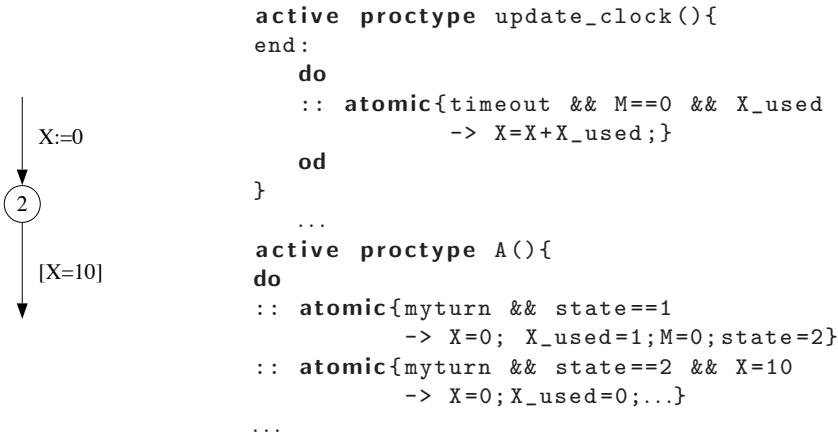 X:=0
2
[X=10]
active proctype update_clock(){
end:
do
:: atomic{timeout && M==0 && X_used
-> X=X+X_used;}
od
}
...
active proctype A(){
do
:: atomic{myturn && state==1
-> X=0; X_used=1;M=0;state=2}
:: atomic{myturn && state==2 && X=10
-> X=0;X_used=0;...}
...